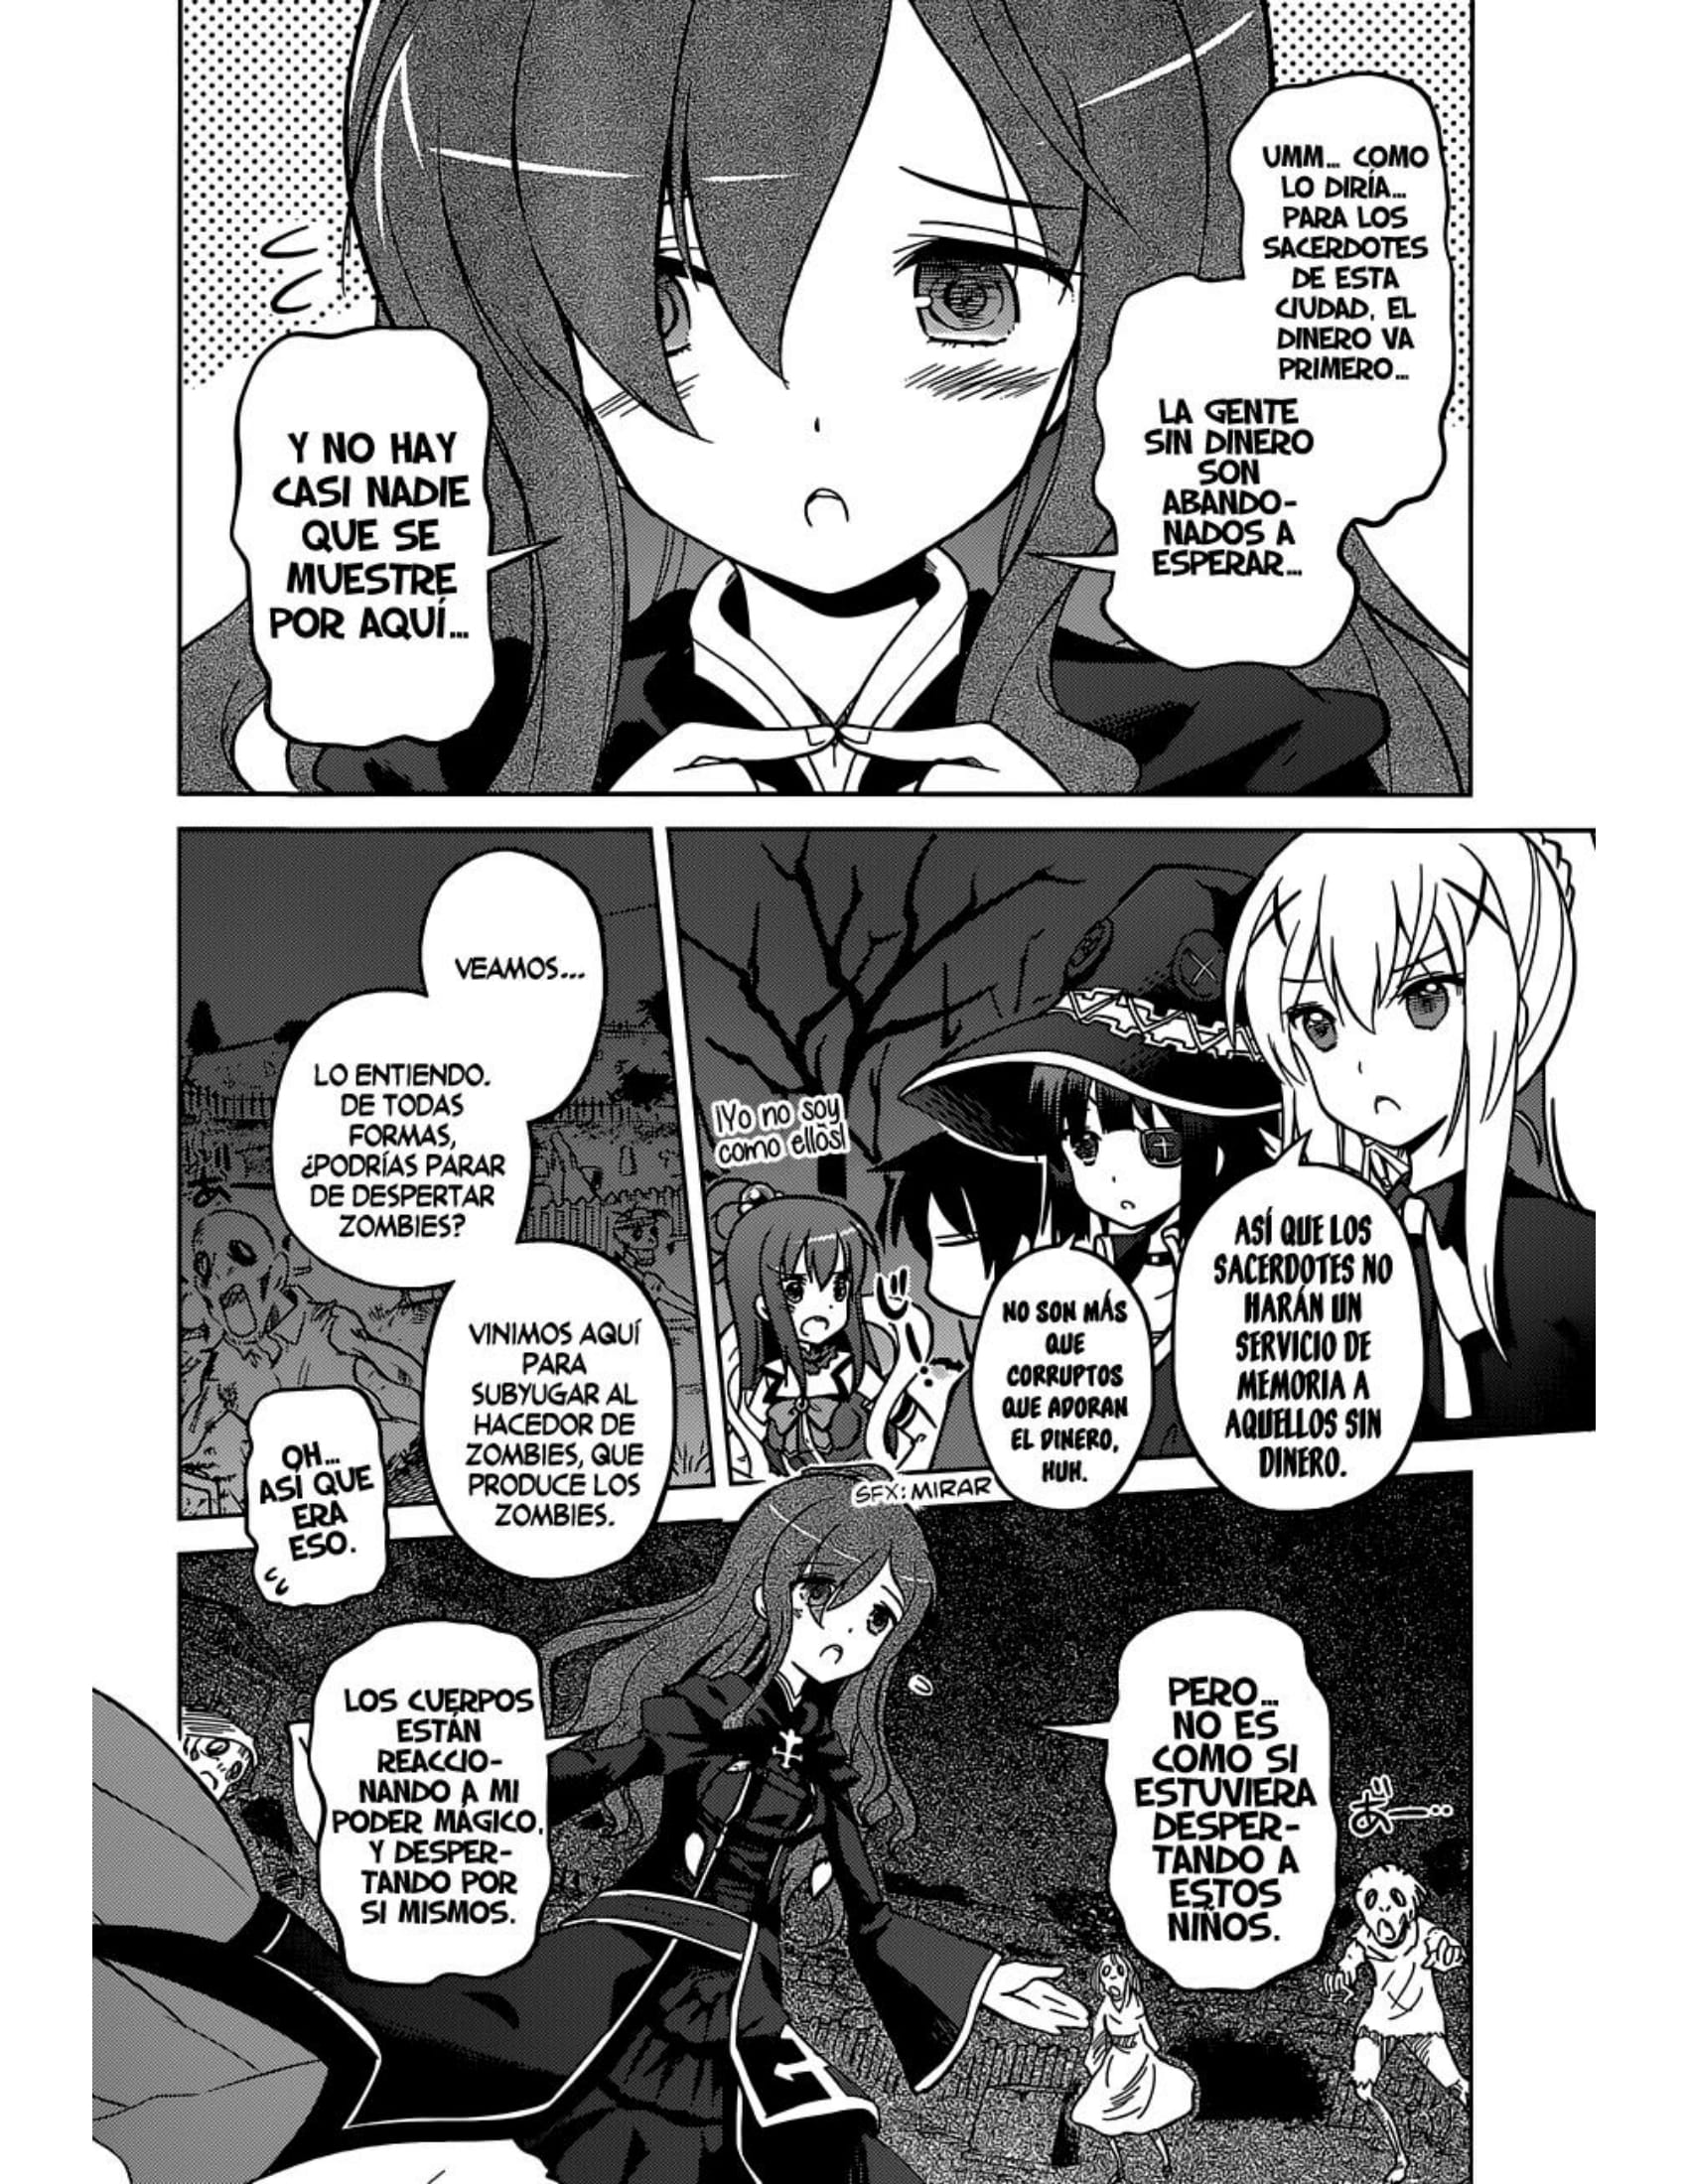 UMM... COMO
LO DIRÍA...
PARA LOS
SACERDOTES
DE ESTA
CIUDAD, EL
DINERO VA
PRIMERO...
LA GENTE
SIN DINERO
SON
ABANDO-
NADOS A
ESPERAR...
Y NO HAY
CASI NADIE
QUE SE
MUESTRE
POR AQUÍ...
ASÍ QUE LOS
SACERDOTES NO
HARÁN UN
SERVICIO DE
MEMORIA A
AQUELLOS SIN
DINERO.
NO SON MÁS
QUE
CORRUPTOS
QUE ADORAN
EL DINERO,
HUH.
¡Yo no soy
como ellos!
じー
SFX: MIRAR
VEAMOS...
LO ENTIENDO.
DE TODAS
FORMAS,
¿PODRÍAS PARAR
DE DESPERTAR
ZOMBIES?
あ
VINIMOS AQUÍ
PARA
SUBYUGAR AL
HACEDOR DE
ZOMBIES, QUE
PRODUCE LOS
ZOMBIES.
OH...
ASÍ QUE
ERA
ESO.
PERO...
NO ES
COMO SI
ESTUVIERA
DESPER-
TANDO A
ESTOS
NIÑOS.
あ゛ー…
LOS CUERPOS
ESTÁN
REACCIO-
NANDO A MI
PODER MÁGICO,
Y DESPER-
TANDO POR
SI MISMOS.